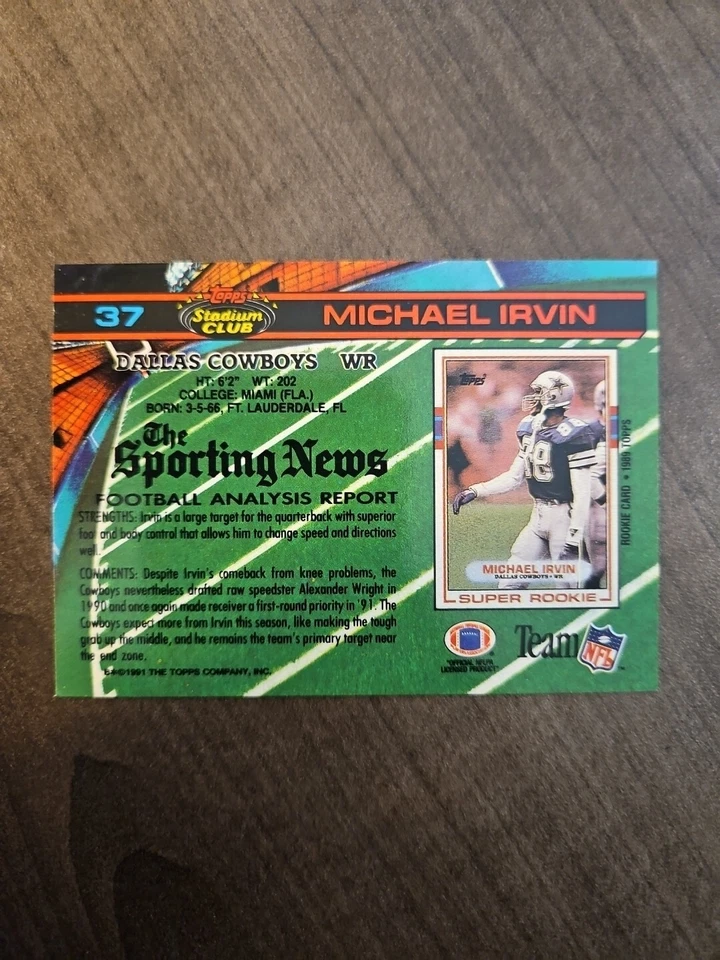 37
Topps
Stadium
CLUB
MICHAEL IRVIN
DALLAS COWBOYS WR
HT: 6'2" WT: 202
COLLEGE: MIAMI (FLA.)
BORN: 3-5-66, FT. LAUDERDALE, FL
The
Sporting News
FOOTBALL ANALYSIS REPORT
STRENGTHS: Irvin is a large target for the quarterback with superior
foot and body control that allows him to change speed and directions
well.
COMMENTS: Despite Irvin's comeback from knee problems, the
Cowboys nevertheless drafted raw speedster Alexander Wright in
1990 and once again made receiver a first-round priority in '91. The
Cowboys expect more from Irvin this season, like making the tough
grab up the middle, and he remains the team's primary target near
the end zone.
©1991 THE TOPPS COMPANY, INC.
Topps
88
MICHAEL IRVIN
DALLAS COWBOYS • WR
SUPER ROOKIE
ROOKIE CARD • 1989 TOPPS
"OFFICIAL NFLPA
LICENSED PRODUCT"
Team NFL
TM